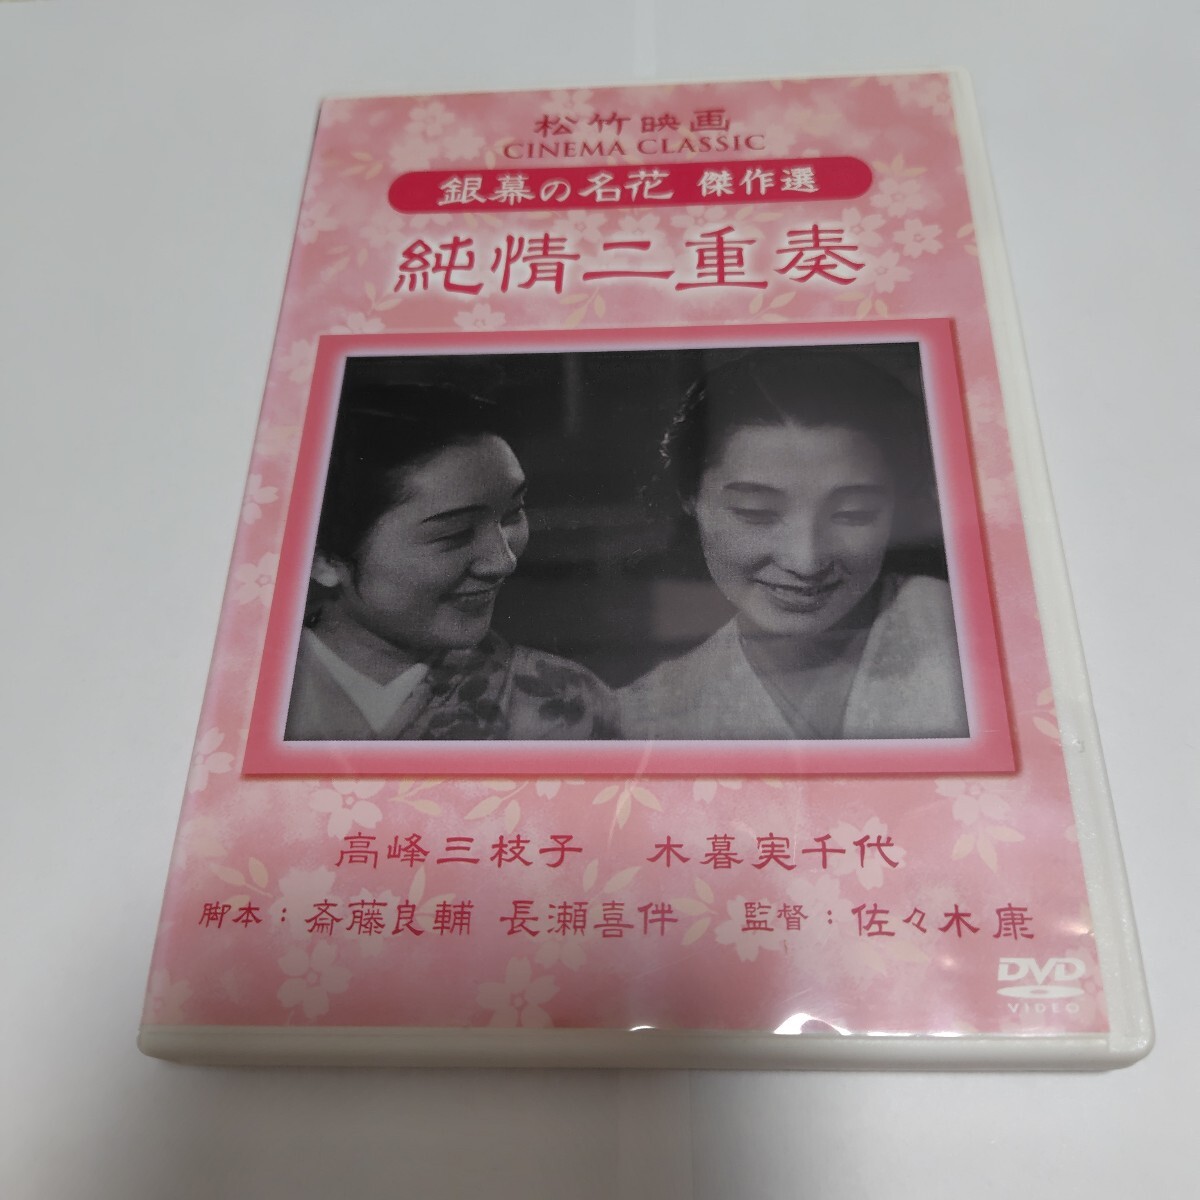 松竹映画
CINEMA CLASSIC
銀幕の名花 傑作選
純情二重奏
高峰三枝子 木暮実千代
脚本：斎藤良輔 長瀬喜伴 監督：佐々木康
DVD
VIDEO